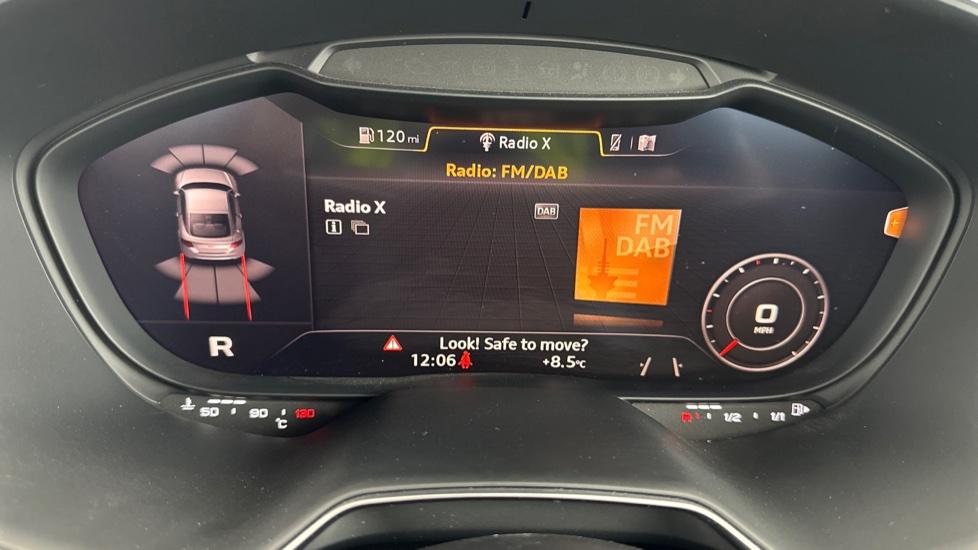 120 mi
Radio X
Radio: FM/DAB
Radio X
DAB
FM
DAB
0
MPH
R
Look! Safe to move?
12:06
+8.5°C
50 90 130
°C
1/2 1/1